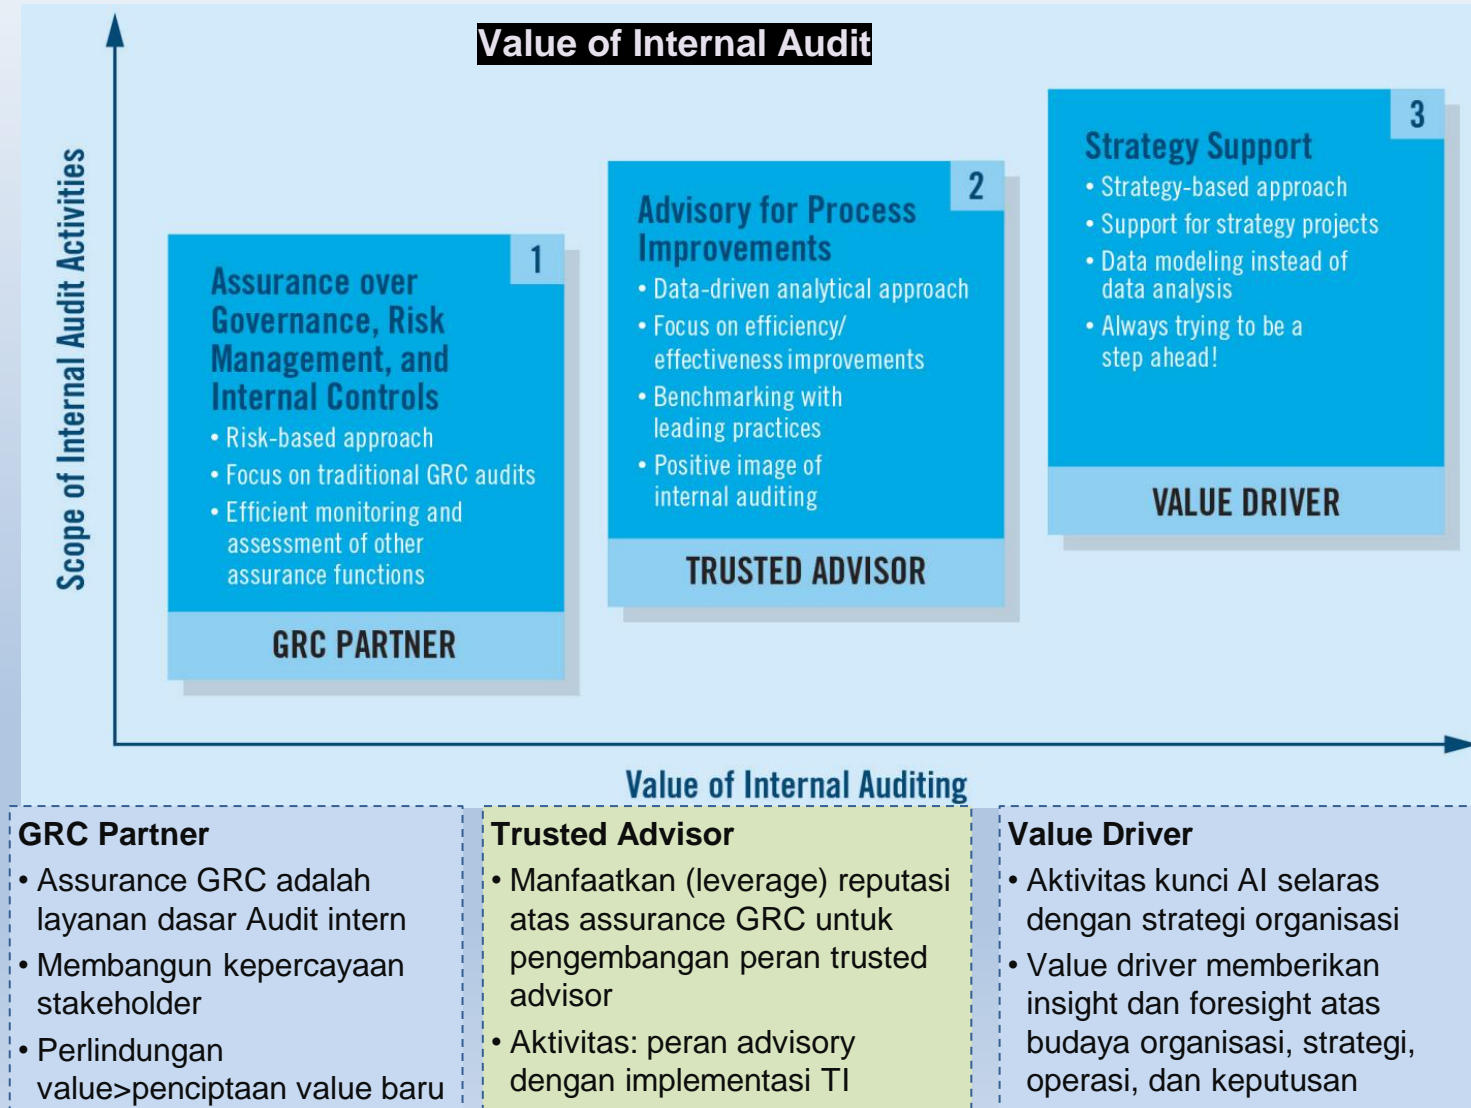 Value of Internal Audit
Scope of Internal Audit Activities
1
Assurance over
Governance, Risk
Management, and
Internal Controls
• Risk-based approach
• Focus on traditional GRC audits
• Efficient monitoring and
assessment of other
assurance functions
GRC PARTNER
2
Advisory for Process
Improvements
• Data-driven analytical approach
• Focus on efficiency/
effectiveness improvements
• Benchmarking with
leading practices
• Positive image of
internal auditing
TRUSTED ADVISOR
3
Strategy Support
• Strategy-based approach
• Support for strategy projects
• Data modeling instead of
data analysis
• Always trying to be a
step ahead!
VALUE DRIVER
Value of Internal Auditing
GRC Partner
• Assurance GRC adalah
layanan dasar Audit intern
• Membangun kepercayaan
stakeholder
• Perlindungan
value>penciptaan value baru
Trusted Advisor
• Manfaatkan (leverage) reputasi
atas assurance GRC untuk
pengembangan peran trusted
advisor
• Aktivitas: peran advisory
dengan implementasi TI
Value Driver
• Aktivitas kunci AI selaras
dengan strategi organisasi
• Value driver memberikan
insight dan foresight atas
budaya organisasi, strategi,
operasi, dan keputusan